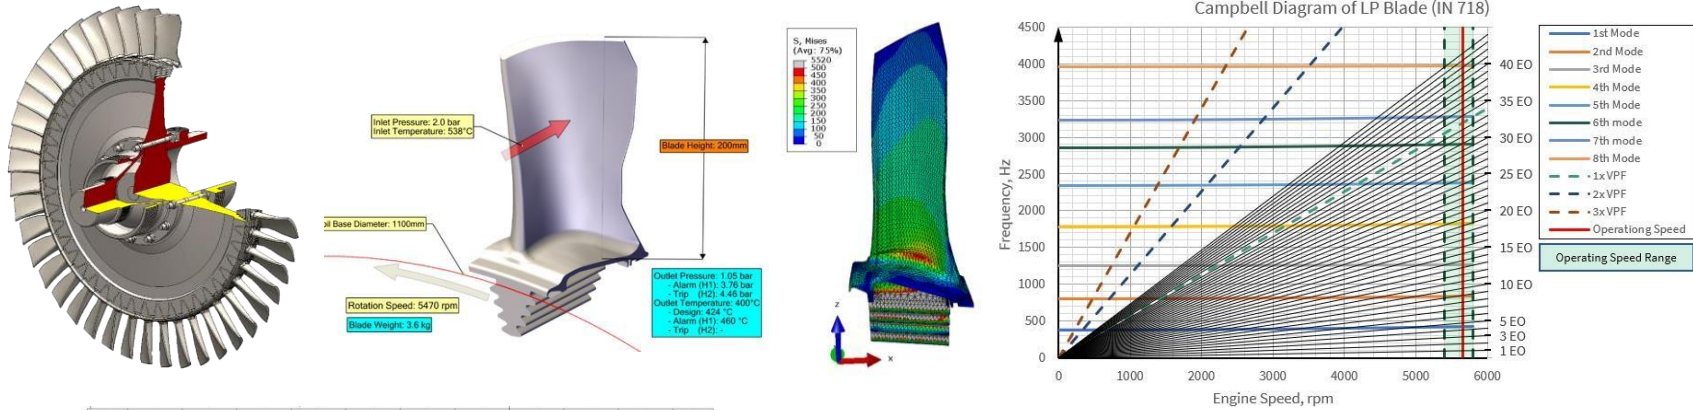 Inlet Pressure: 2.0 bar
Inlet Temperature: 538°C
Blade Height: 200mm
Base Diameter: 1100mm
Rotation Speed: 5470 rpm
Blade Weight: 3.6 kg
Outlet Pressure: 1.05 bar
- Alarm (H1): 3.76 bar
- Trip (H2): 4.46 bar
Outlet Temperature: 400°C
- Design: 424 °C
- Alarm (H1): 460 °C
- Trip (H2): -
S, Mises
(Avg: 75%)
5520
500
450
400
350
300
250
200
150
100
50
0
z
x
Campbell Diagram of LP Blade (IN 718)
Frequency, Hz
4500
4000
3500
3000
2500
2000
1500
1000
500
0
0 1000 2000 3000 4000 5000 6000
Engine Speed, rpm
40 EO
35 EO
30 EO
25 EO
20 EO
15 EO
10 EO
5 EO
3 EO
1 EO
1st Mode
2nd Mode
3rd Mode
4th Mode
5th Mode
6th mode
7th mode
8th Mode
1x VPF
2x VPF
3x VPF
Operationg Speed
Operating Speed Range